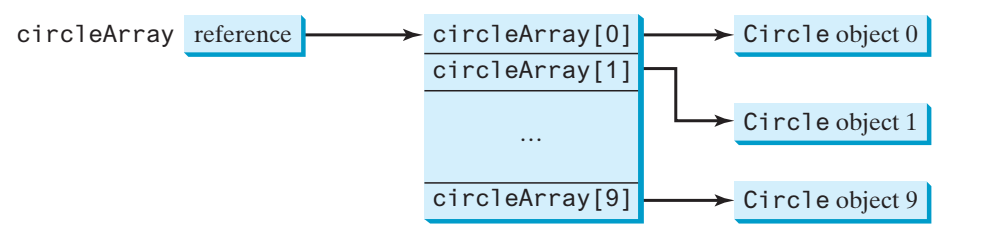 circleArray reference circleArray[0] Circle object 0
circleArray[1]
Circle object 1
...
circleArray[9] Circle object 9